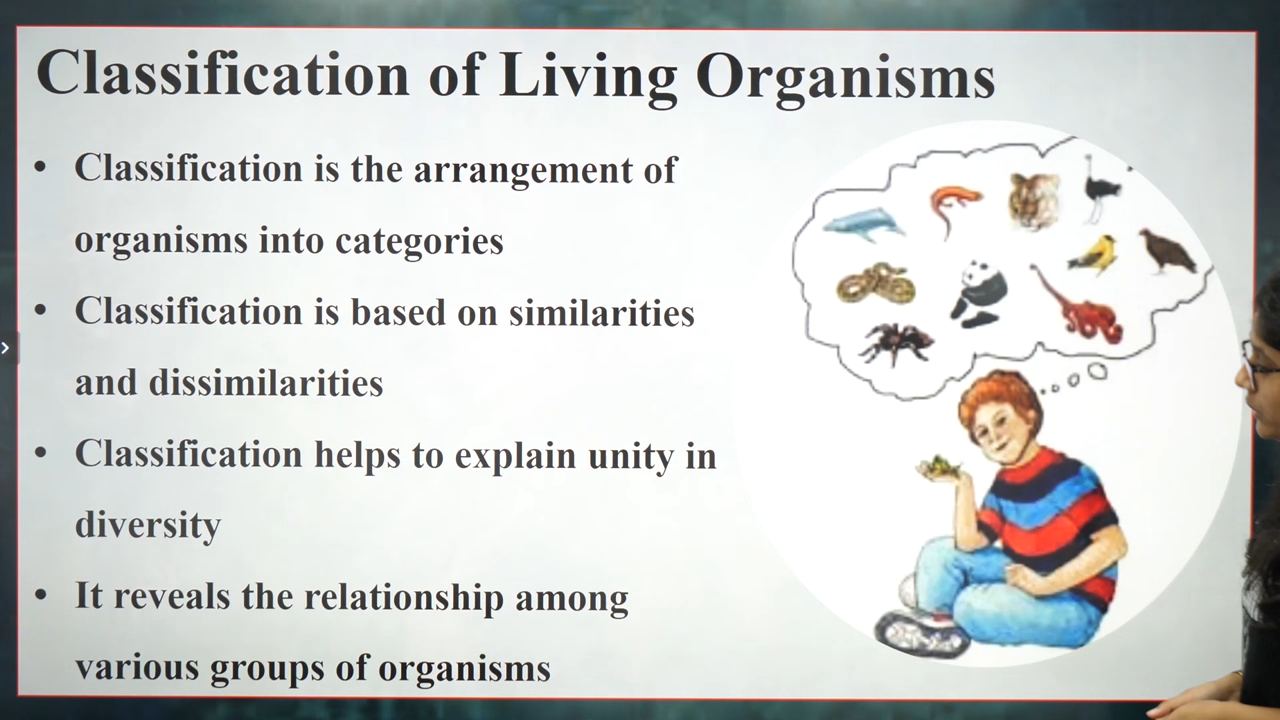 Classification of Living Organisms
• Classification is the arrangement of
organisms into categories
• Classification is based on similarities
and dissimilarities
• Classification helps to explain unity in
diversity
• It reveals the relationship among
various groups of organisms